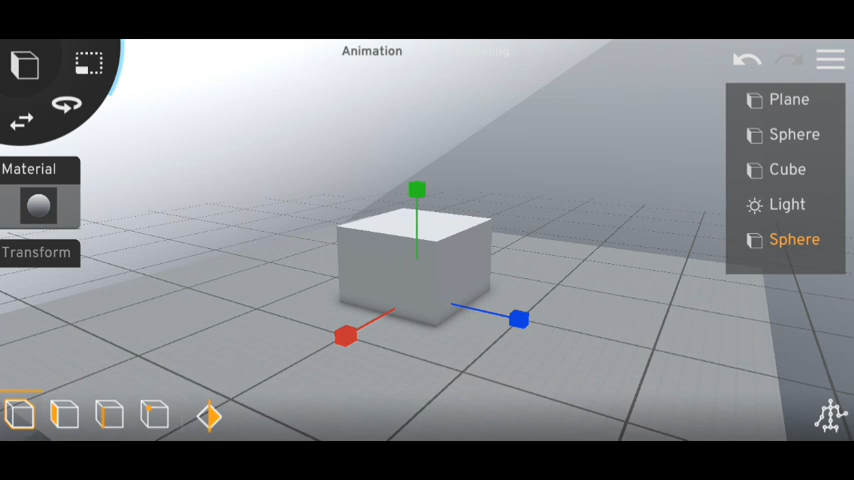 Animation
Material
Transform
Plane
Sphere
Cube
Light
Sphere